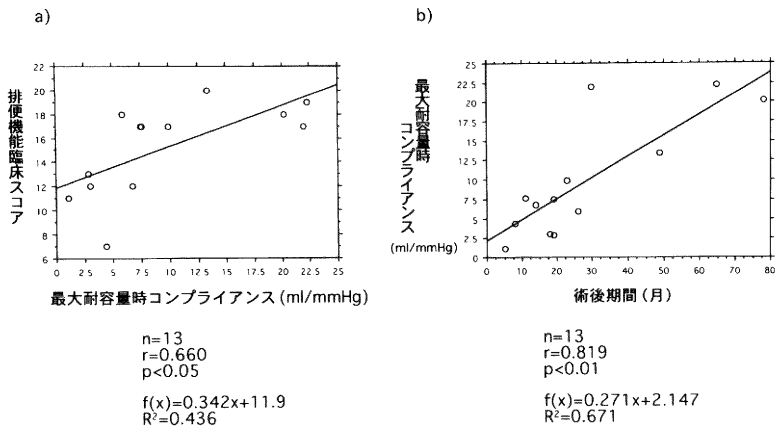 a)
排便機能臨床スコア
22
20
18
16
14
12
10
8
6
0 2.5 5 7.5 10 12.5 15 17.5 20 22.5 25
最大耐容量時コンプライアンス(ml/mmHg)
n=13
r=0.660
p<0.05
f(x)=0.342x+11.9
R²=0.436
b)
最大耐容量時
コンプライアンス
(ml/mmHg)
25
22.5
20
17.5
15
12.5
10
7.5
5
2.5
0
0 10 20 30 40 50 60 70 80
術後期間(月)
n=13
r=0.819
p<0.01
f(x)=0.271x+2.147
R²=0.671